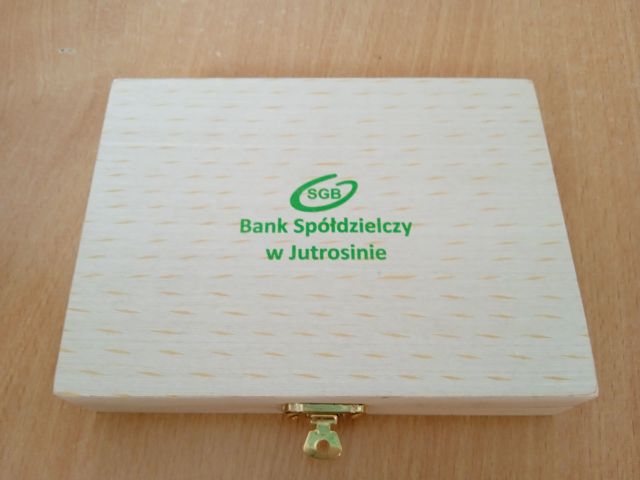 SGB
Bank Spółdzielczy
w Jutrosinie